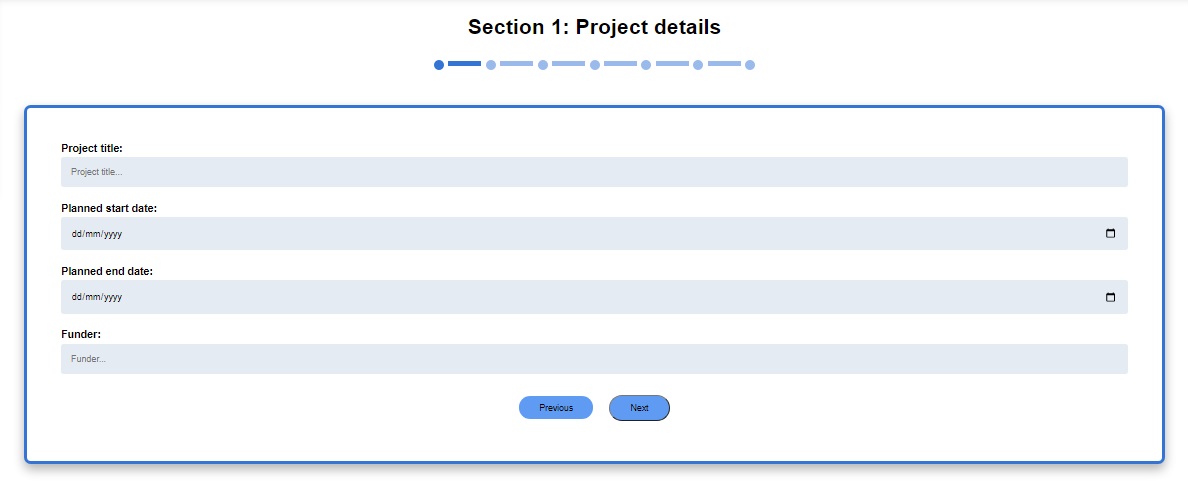 Section 1: Project details
Project title:
Project title...
Planned start date:
dd/mm/yyyy
Planned end date:
dd/mm/yyyy
Funder:
Funder...
Previous Next